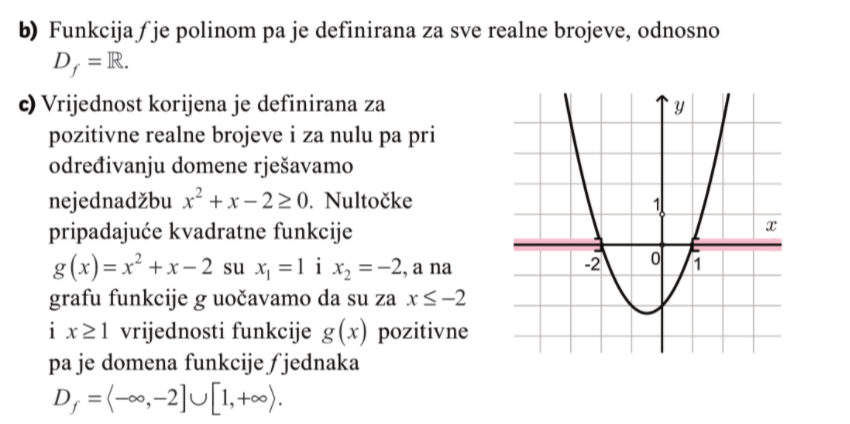 b) Funkcija f je polinom pa je definirana za sve realne brojeve, odnosno
D_f = ℝ.
c) Vrijednost korijena je definirana za
pozitivne realne brojeve i za nulu pa pri
određivanju domene rješavamo
nejednadžbu x² + x − 2 ≥ 0. Nultočke
pripadajuće kvadratne funkcije
g(x) = x² + x − 2 su x₁ = 1 i x₂ = −2, a na
grafu funkcije g uočavamo da su za x ≤ −2
i x ≥ 1 vrijednosti funkcije g(x) pozitivne
pa je domena funkcije f jednaka
D_f = ⟨−∞, −2] ∪ [1, +∞⟩.
y
1
x
-2
0
1